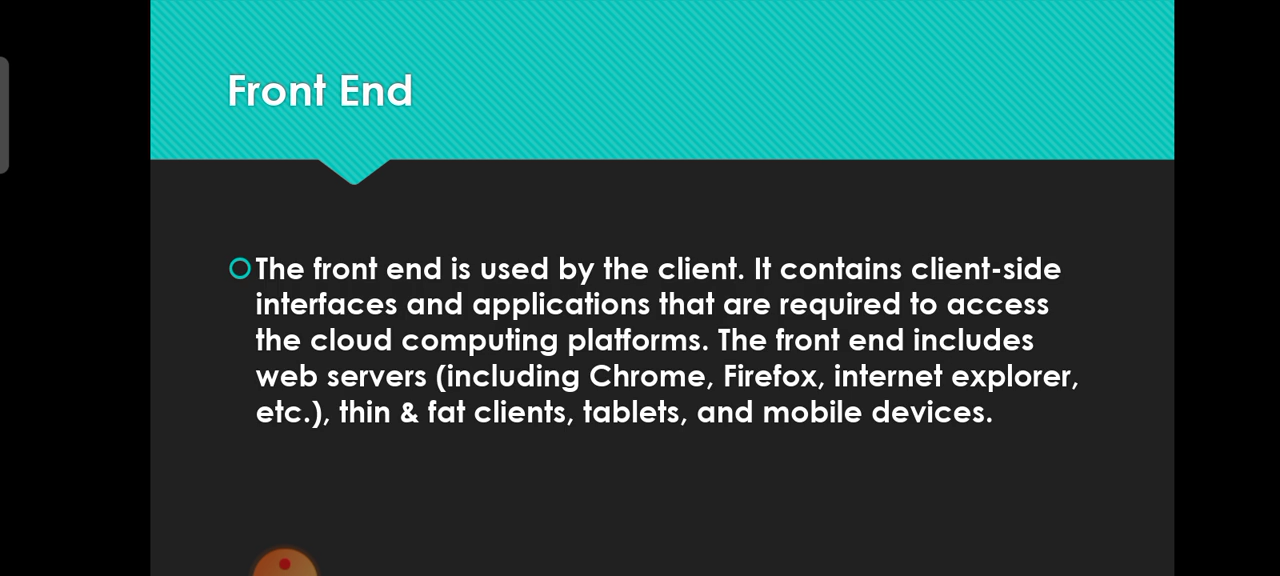 Front End
The front end is used by the client. It contains client-side
interfaces and applications that are required to access
the cloud computing platforms. The front end includes
web servers (including Chrome, Firefox, internet explorer,
etc.), thin & fat clients, tablets, and mobile devices.